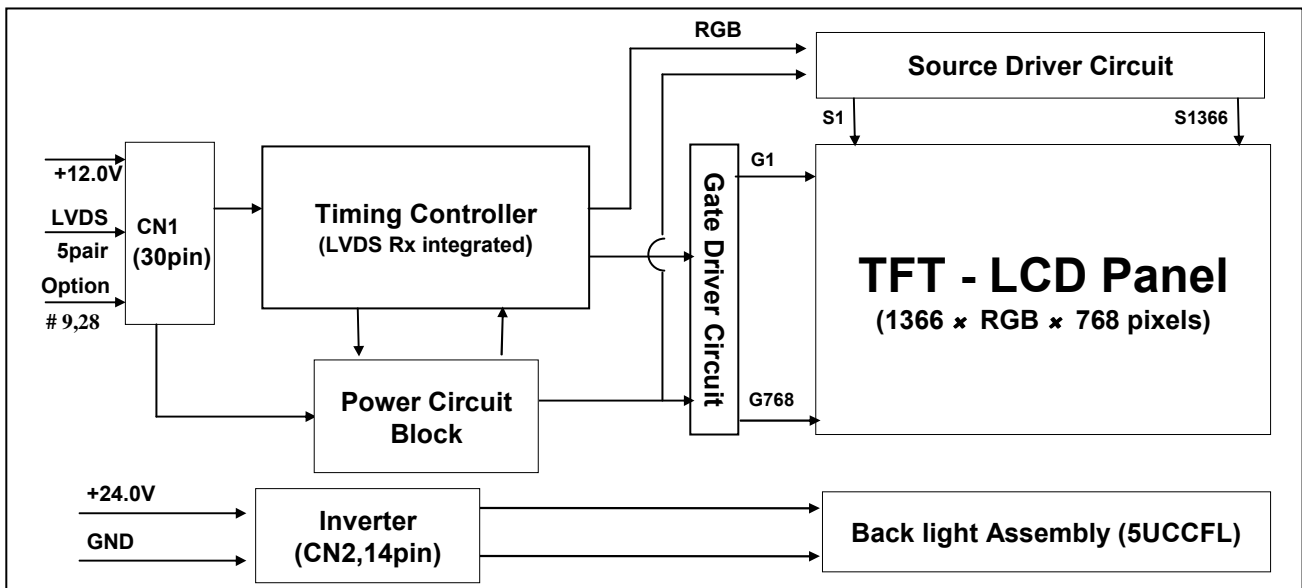 RGB
Source Driver Circuit
S1
S1366
+12.0V
LVDS
5pair
Option
# 9,28
CN1
(30pin)
Timing Controller
(LVDS Rx integrated)
G1
Gate Driver Circuit
G768
TFT - LCD Panel
(1366 × RGB × 768 pixels)
Power Circuit
Block
+24.0V
GND
Inverter
(CN2,14pin)
Back light Assembly (5UCCFL)